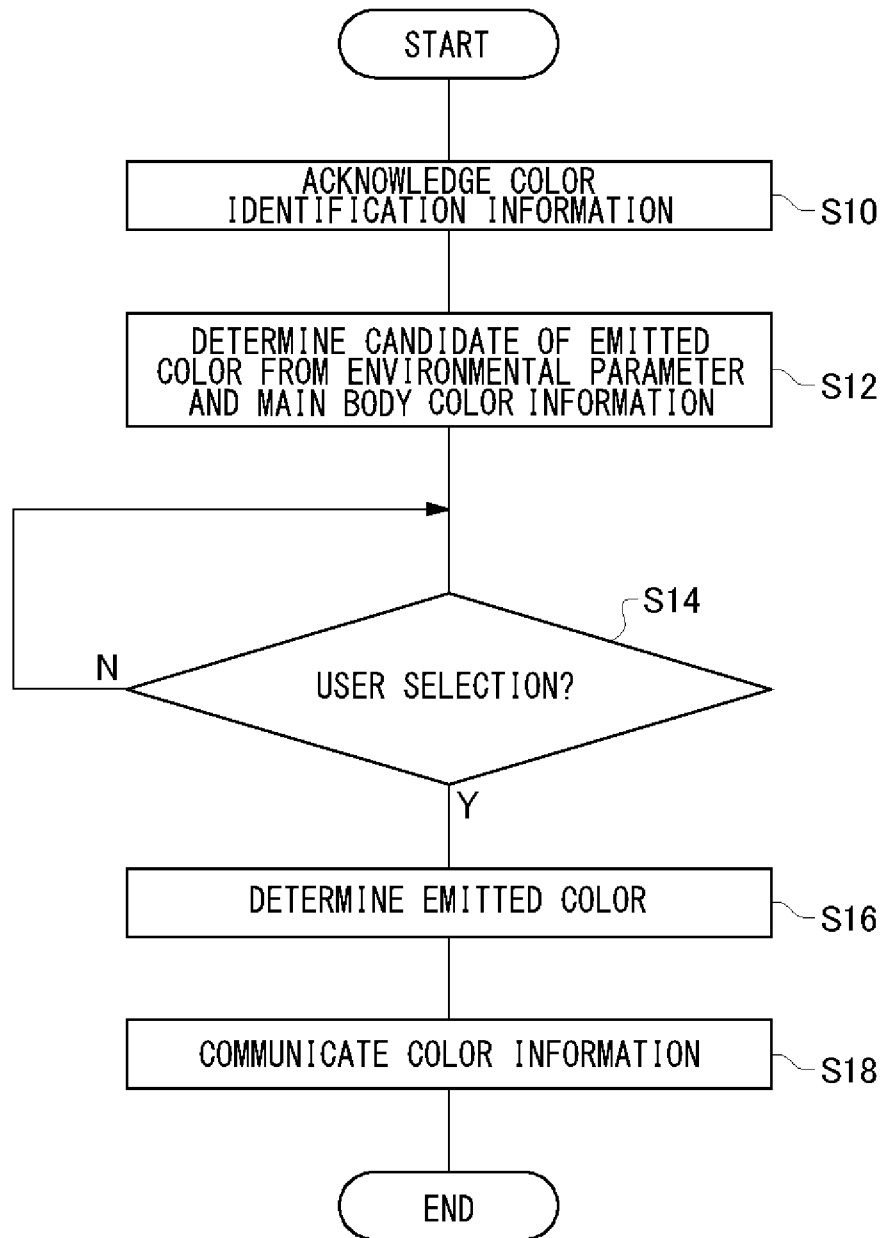 START
ACKNOWLEDGE COLOR
IDENTIFICATION INFORMATION
S10
DETERMINE CANDIDATE OF EMITTED
COLOR FROM ENVIRONMENTAL PARAMETER
AND MAIN BODY COLOR INFORMATION
S12
S14
N
USER SELECTION?
Y
DETERMINE EMITTED COLOR
S16
COMMUNICATE COLOR INFORMATION
S18
END